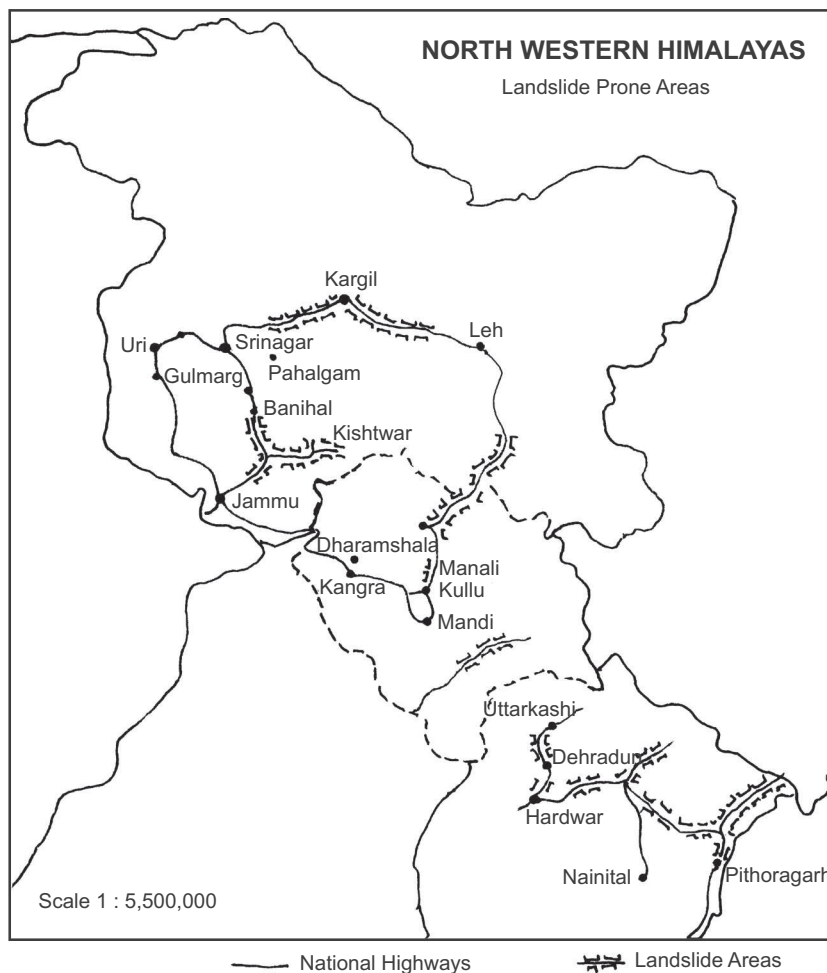 NORTH WESTERN HIMALAYAS
Landslide Prone Areas
Kargil
Uri
Srinagar
Leh
Pahalgam
Gulmarg
Banihal
Kishtwar
Jammu
Dharamshala
Manali
Kangra
Kullu
Mandi
Uttarkashi
Dehradun
Hardwar
Nainital
Pithoragarh
Scale 1 : 5,500,000
National Highways
Landslide Areas